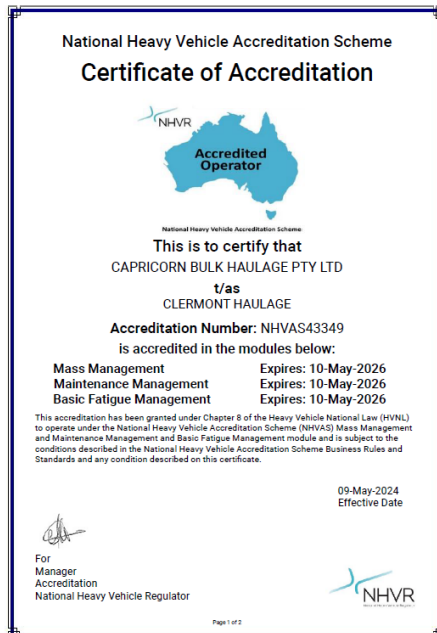 National Heavy Vehicle Accreditation Scheme
Certificate of Accreditation
NHVR
Accredited
Operator
National Heavy Vehicle Accreditation Scheme
This is to certify that
CAPRICORN BULK HAULAGE PTY LTD
t/as
CLERMONT HAULAGE
Accreditation Number: NHVAS43349
is accredited in the modules below:
Mass Management Expires: 10-May-2026
Maintenance Management Expires: 10-May-2026
Basic Fatigue Management Expires: 10-May-2026
This accreditation has been granted under Chapter 8 of the Heavy Vehicle National Law (HVNL)
to operate under the National Heavy Vehicle Accreditation Scheme (NHVAS) Mass Management
and Maintenance Management and Basic Fatigue Management module and is subject to the
conditions described in the National Heavy Vehicle Accreditation Scheme Business Rules and
Standards and any condition described on this certificate.
09-May-2024
Effective Date
For
Manager
Accreditation
National Heavy Vehicle Regulator
NHVR
Page 1 of 2